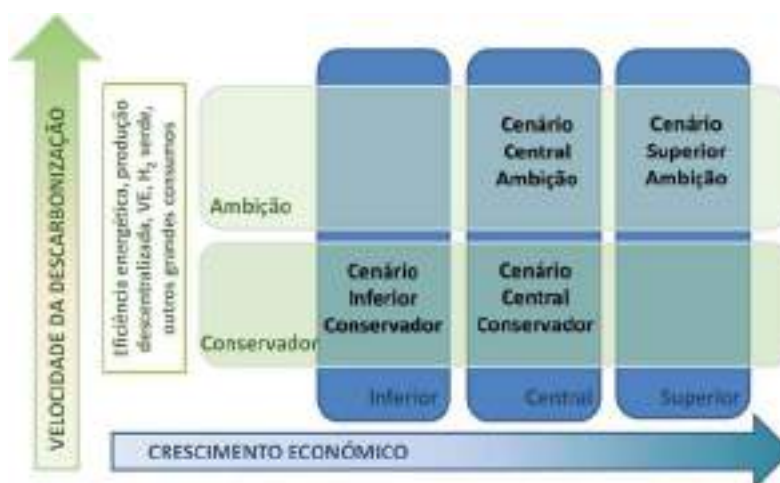 VELOCIDADE DA DESCARBONIZAÇÃO
Eficiência energética, produção
descentralizada, VE, H₂ verde,
outros grandes consumos
Ambição
Cenário
Central
Ambição
Cenário
Superior
Ambição
Conservador
Cenário
Inferior
Conservador
Cenário
Central
Conservador
Inferior
Central
Superior
CRESCIMENTO ECONÓMICO